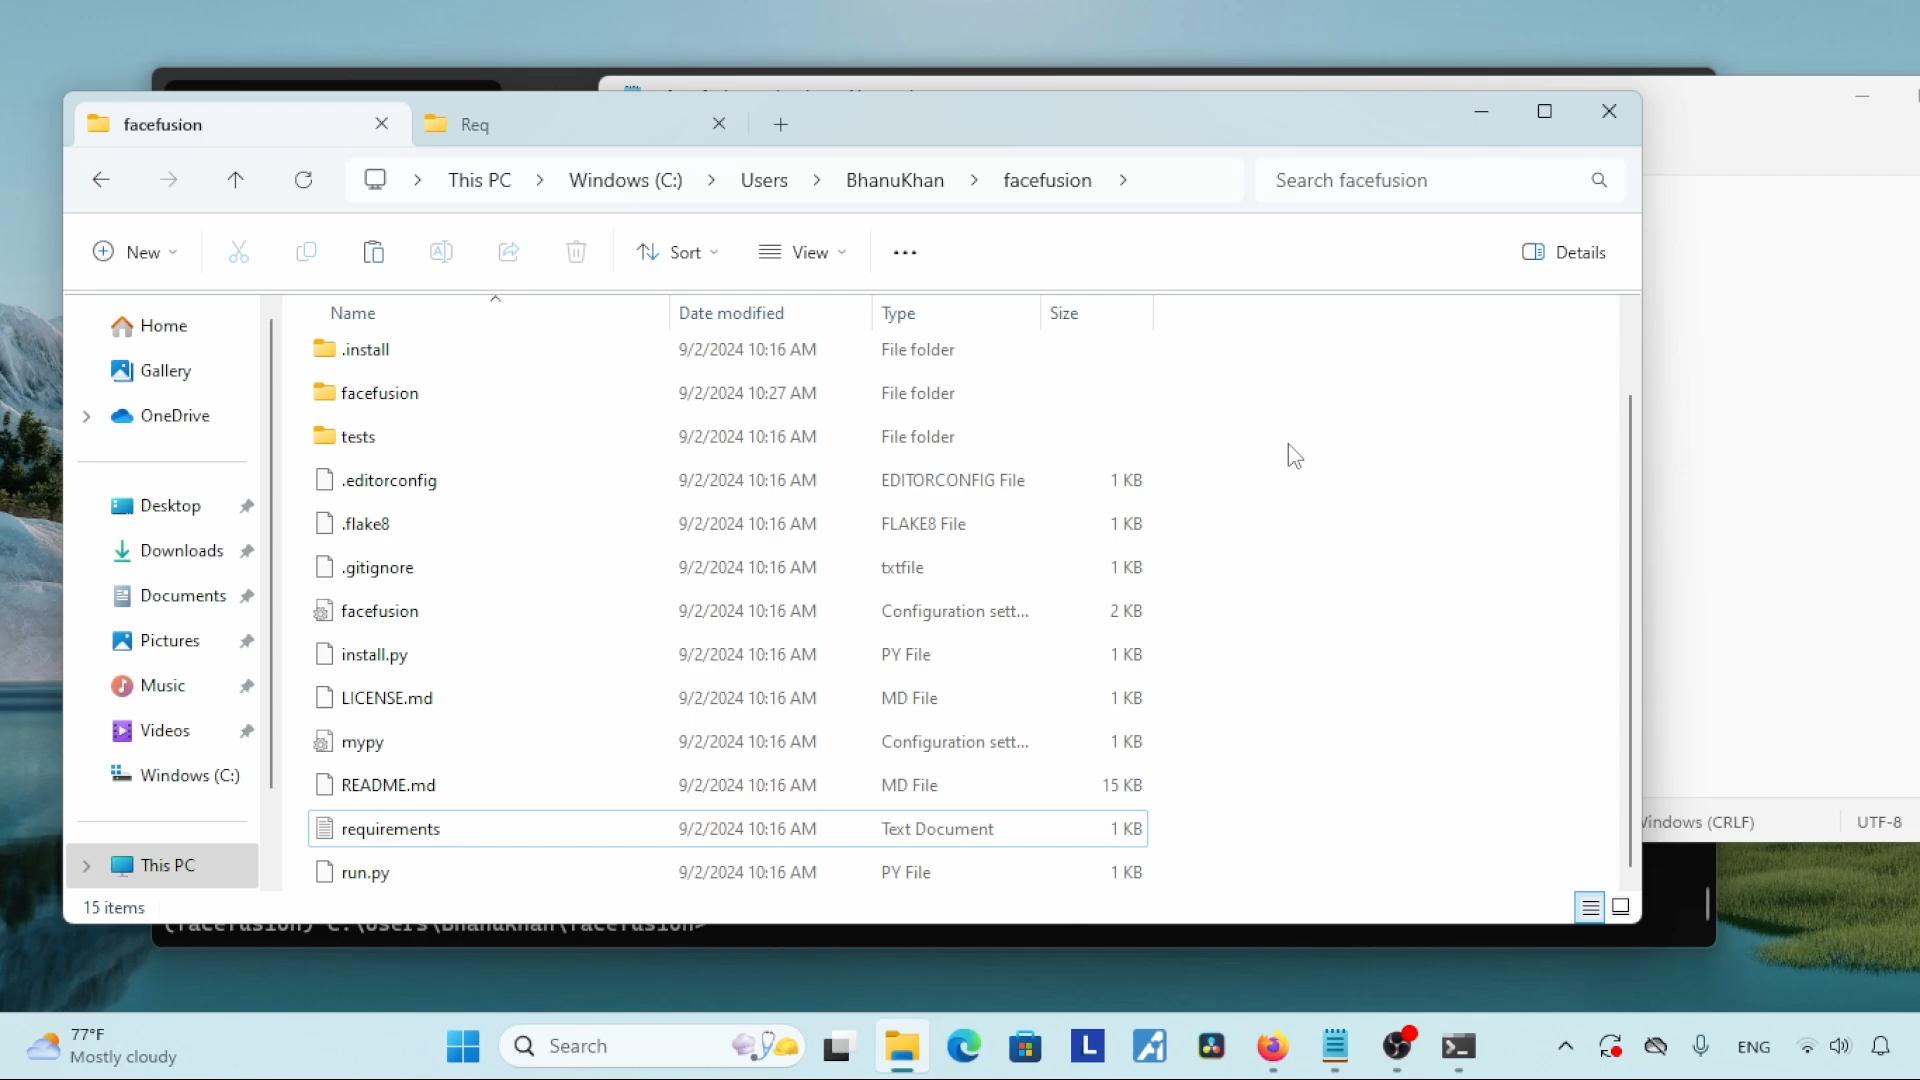 facefusion
Req
This PC
Windows (C:)
Users
BhanuKhan
facefusion
Search facefusion
New
Sort
View
Details
Home
Gallery
OneDrive
Desktop
Downloads
Documents
Pictures
Music
Videos
Windows (C:)
This PC
Name Date modified Type Size
.install 9/2/2024 10:16 AM File folder
facefusion 9/2/2024 10:27 AM File folder
tests 9/2/2024 10:16 AM File folder
.editorconfig 9/2/2024 10:16 AM EDITORCONFIG File 1 KB
.flake8 9/2/2024 10:16 AM FLAKE8 File 1 KB
.gitignore 9/2/2024 10:16 AM txtfile 1 KB
facefusion 9/2/2024 10:16 AM Configuration sett... 2 KB
install.py 9/2/2024 10:16 AM PY File 1 KB
LICENSE.md 9/2/2024 10:16 AM MD File 1 KB
mypy 9/2/2024 10:16 AM Configuration sett... 1 KB
README.md 9/2/2024 10:16 AM MD File 15 KB
requirements 9/2/2024 10:16 AM Text Document 1 KB
run.py 9/2/2024 10:16 AM PY File 1 KB
15 items
Windows (CRLF)
UTF-8
(facefusion) C:\Users\BhanuKhan\facefusion>
77°F
Mostly cloudy
Search
L
ENG